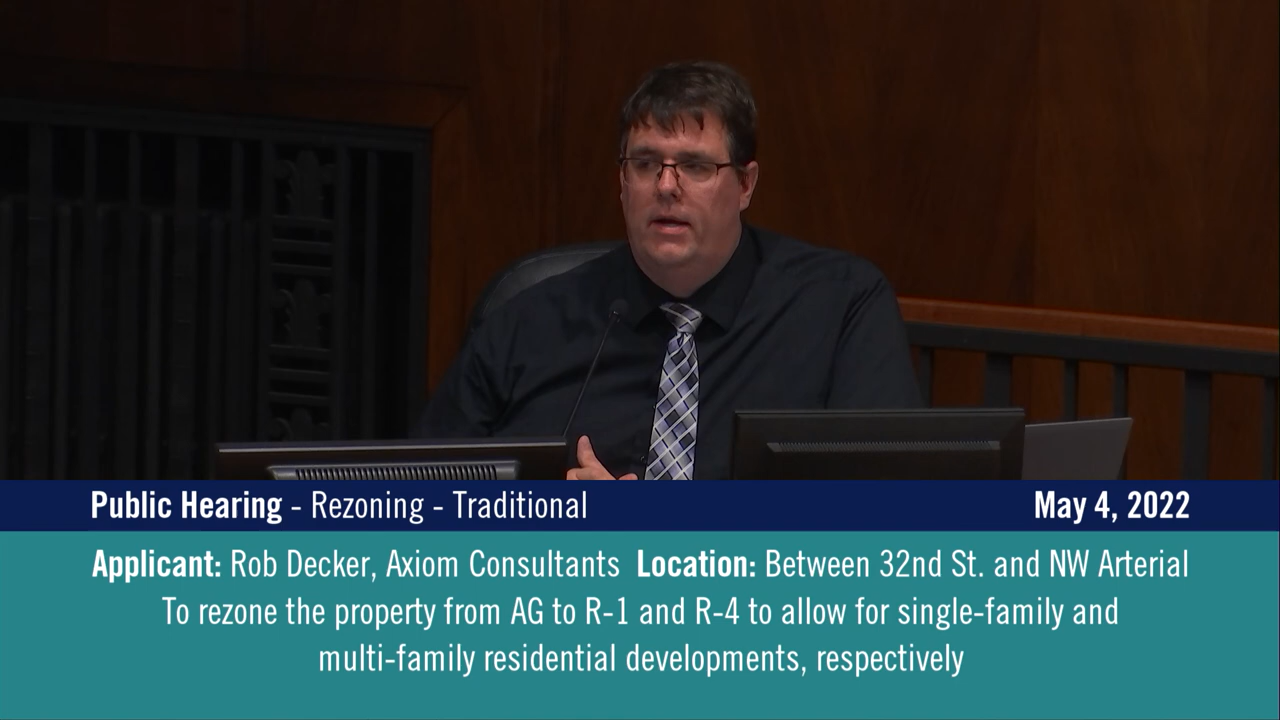 Public Hearing - Rezoning - Traditional May 4, 2022
Applicant: Rob Decker, Axiom Consultants Location: Between 32nd St. and NW Arterial
To rezone the property from AG to R-1 and R-4 to allow for single-family and
multi-family residential developments, respectively